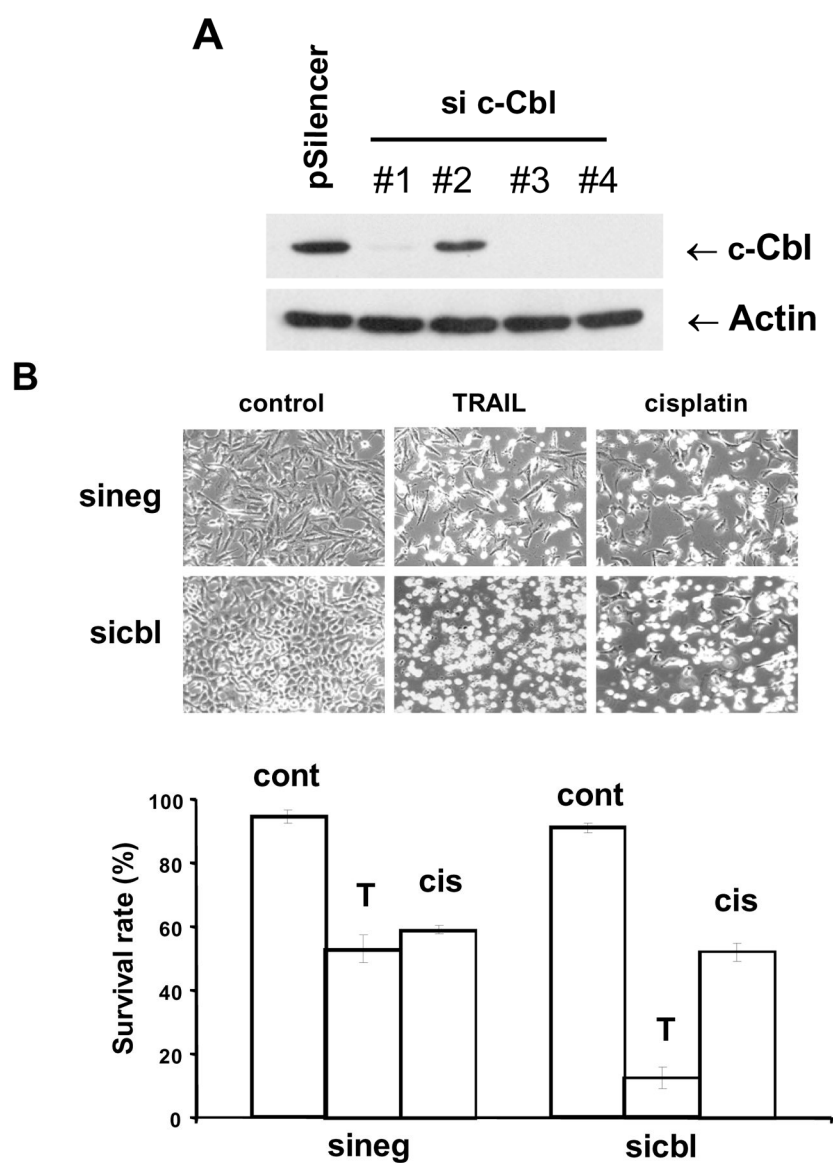 A
pSilencer
si c-Cbl
#1 #2 #3 #4
← c-Cbl
← Actin
B
control TRAIL cisplatin
sineg
sicbl
Survival rate (%)
100
80
60
40
20
0
cont
T
cis
cont
T
cis
sineg sicbl